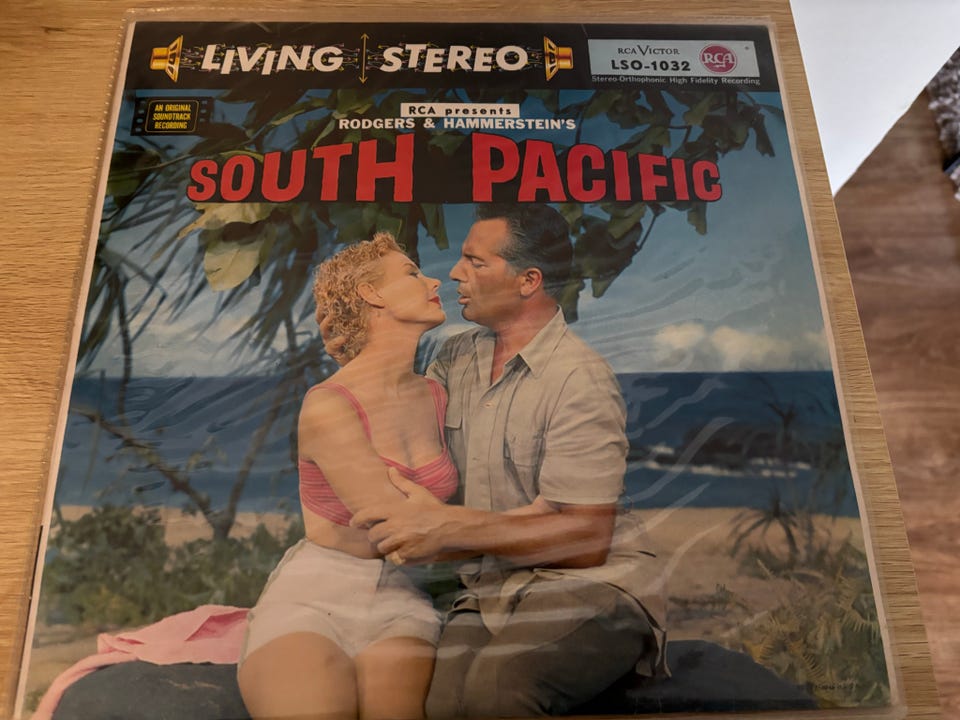 LIVING STEREO
RCA VICTOR
LSO-1032
RCA
Stereo-Orthophonic High Fidelity Recording
AN ORIGINAL
SOUNDTRACK
RECORDING
RCA presents
RODGERS & HAMMERSTEIN'S
SOUTH PACIFIC